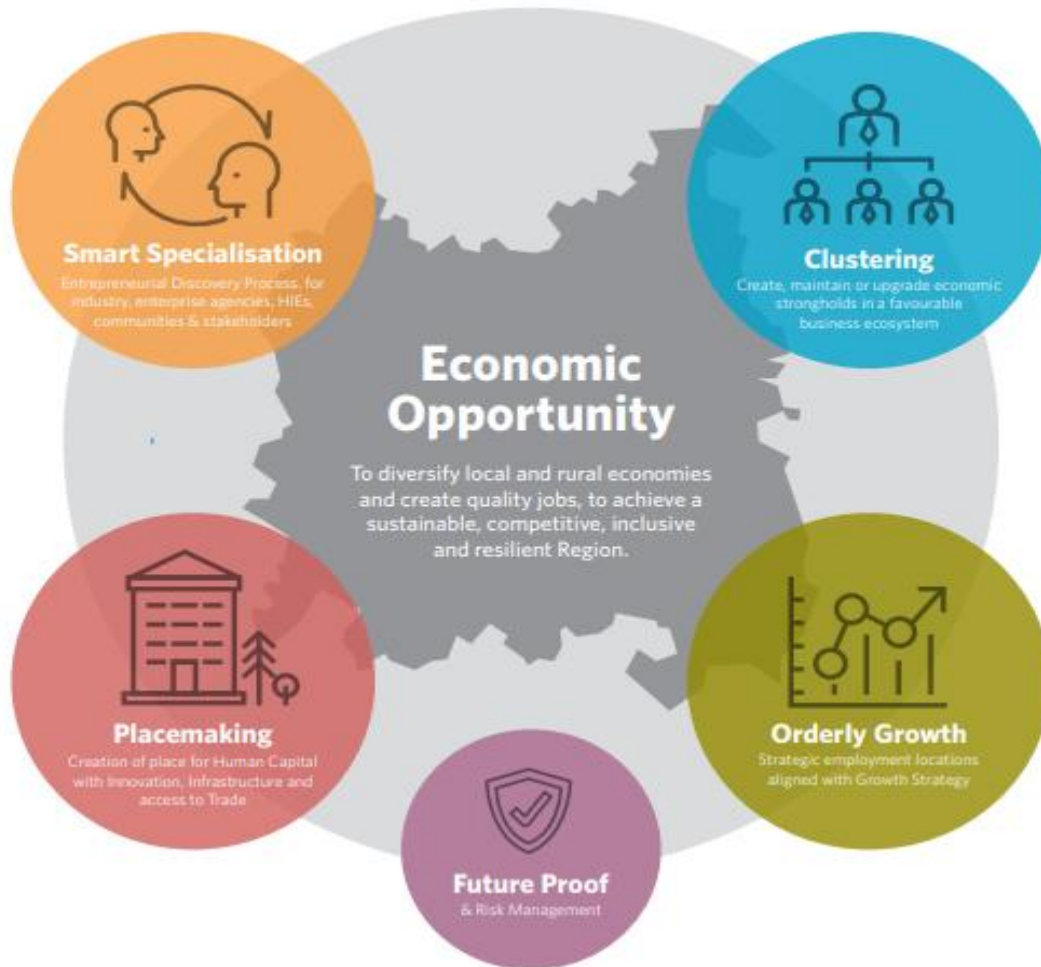 Smart Specialisation
Entrepreneurial Discovery Process, for
industry, enterprise agencies, HIEs,
communities & stakeholders
Clustering
Create, maintain or upgrade economic
strongholds in a favourable
business ecosystem
Economic
Opportunity
To diversify local and rural economies
and create quality jobs, to achieve a
sustainable, competitive, inclusive
and resilient Region.
Placemaking
Creation of place for Human Capital
with Innovation, Infrastructure and
access to Trade
Orderly Growth
Strategic employment locations
aligned with Growth Strategy
Future Proof
& Risk Management